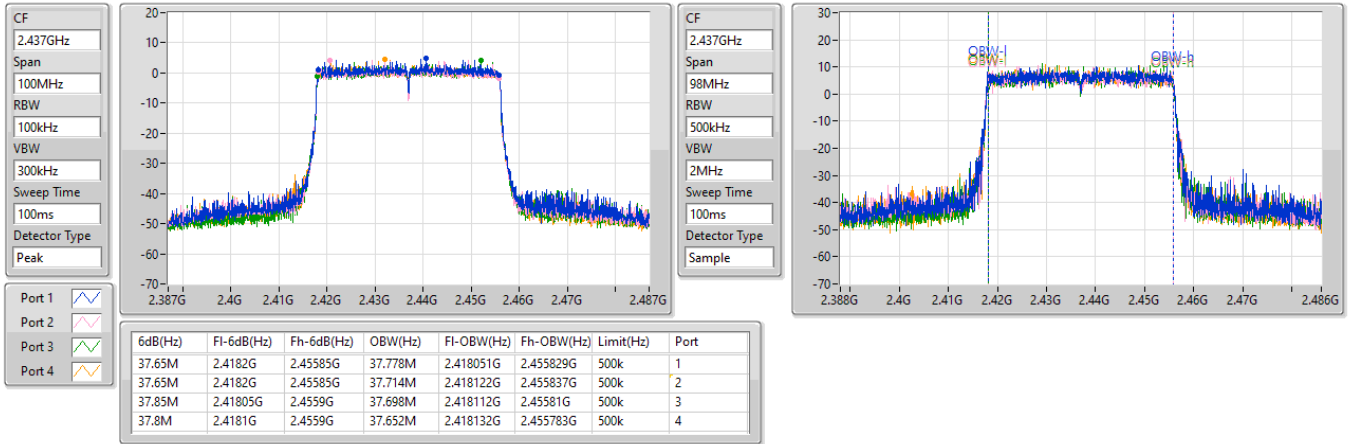 CF
2.437GHz
Span
100MHz
RBW
100kHz
VBW
300kHz
Sweep Time
100ms
Detector Type
Peak
20
10
0
-10
-20
-30
-40
-50
-60
-70
2.387G 2.4G 2.41G 2.42G 2.43G 2.44G 2.45G 2.46G 2.47G 2.487G
CF
2.437GHz
Span
98MHz
RBW
500kHz
VBW
2MHz
Sweep Time
100ms
Detector Type
Sample
30
20
10
0
-10
-20
-30
-40
-50
-60
-70
OBW-l
OBW-h
2.388G 2.4G 2.41G 2.42G 2.43G 2.44G 2.45G 2.46G 2.47G 2.486G
Port 1
Port 2
Port 3
Port 4
6dB(Hz) Fl-6dB(Hz) Fh-6dB(Hz) OBW(Hz) Fl-OBW(Hz) Fh-OBW(Hz) Limit(Hz) Port
37.65M 2.4182G 2.45585G 37.778M 2.418051G 2.455829G 500k 1
37.65M 2.4182G 2.45585G 37.714M 2.418122G 2.455837G 500k 2
37.85M 2.41805G 2.4559G 37.698M 2.418112G 2.45581G 500k 3
37.8M 2.4181G 2.4559G 37.652M 2.418132G 2.455783G 500k 4